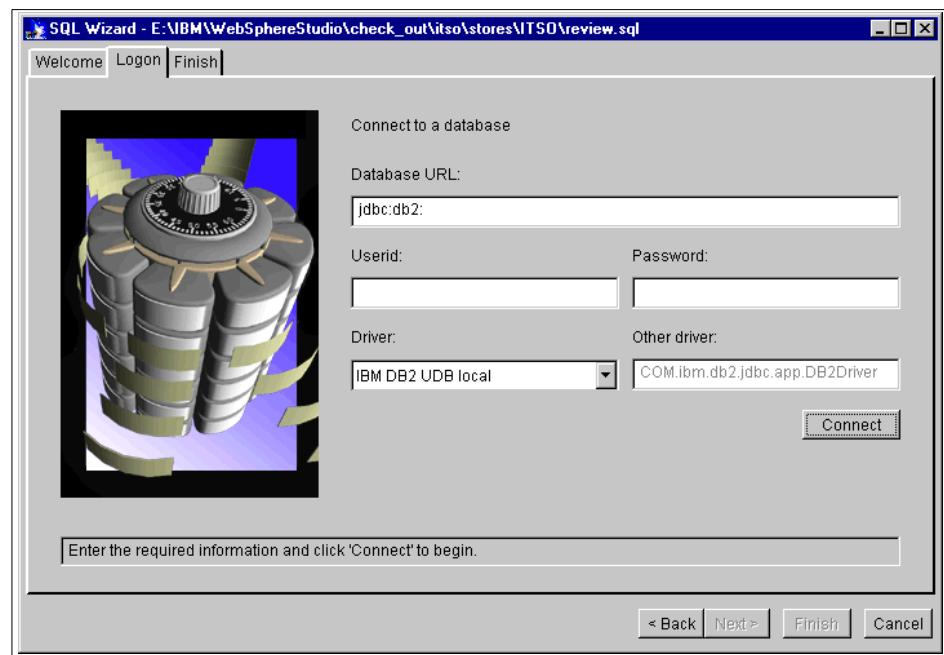 SQL Wizard - E:\IBM\WebSphereStudio\check_out\itso\stores\ITSO\review.sql
Welcome Logon Finish
Connect to a database
Database URL:
jdbc:db2:
Userid: Password:
Driver: Other driver:
IBM DB2 UDB local COM.ibm.db2.jdbc.app.DB2Driver
Connect
Enter the required information and click 'Connect' to begin.
< Back Next > Finish Cancel